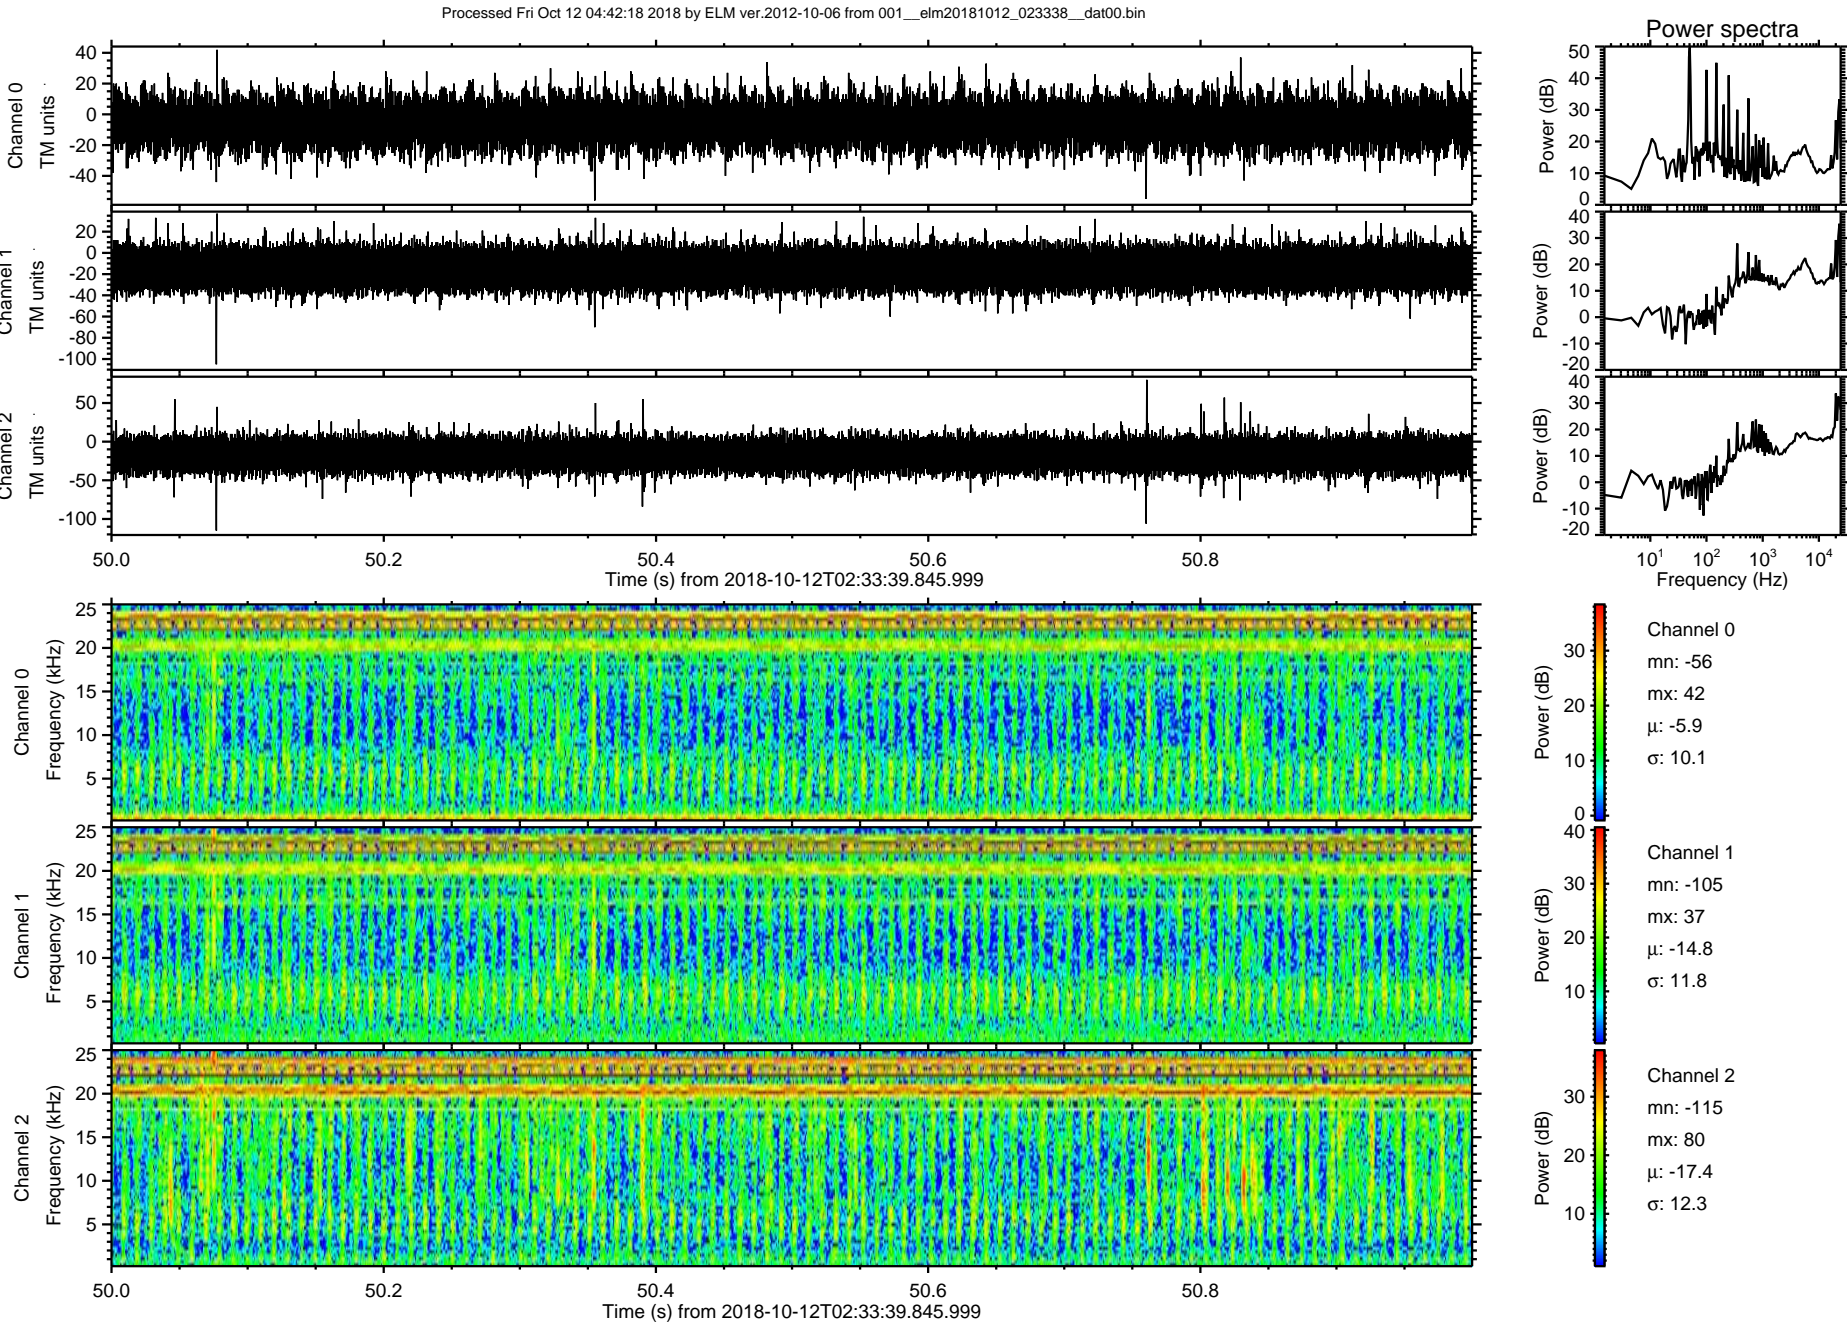 Processed Fri Oct 12 04:42:18 2018 by ELM ver.2012-10-06 from 001__elm20181012_023338__dat00.bin
Power spectra
Channel 0
TM units
40
20
0
-20
-40
Power (dB)
50
40
30
20
10
0
Channel 1
TM units
20
0
-20
-40
-60
-80
-100
Power (dB)
40
30
20
10
0
-10
-20
Channel 2
TM units
50
0
-50
-100
Power (dB)
40
30
20
10
0
-10
-20
50.0 50.2 50.4 50.6 50.8
Time (s) from 2018-10-12T02:33:39.845.999
10¹ 10² 10³ 10⁴
Frequency (Hz)
Channel 0
Frequency (kHz)
25
20
15
10
5
Power (dB)
30
20
10
0
Channel 0
mn: -56
mx: 42
μ: -5.9
σ: 10.1
Channel 1
Frequency (kHz)
25
20
15
10
5
Power (dB)
40
30
20
10
Channel 1
mn: -105
mx: 37
μ: -14.8
σ: 11.8
Channel 2
Frequency (kHz)
25
20
15
10
5
Power (dB)
30
20
10
Channel 2
mn: -115
mx: 80
μ: -17.4
σ: 12.3
50.0 50.2 50.4 50.6 50.8
Time (s) from 2018-10-12T02:33:39.845.999